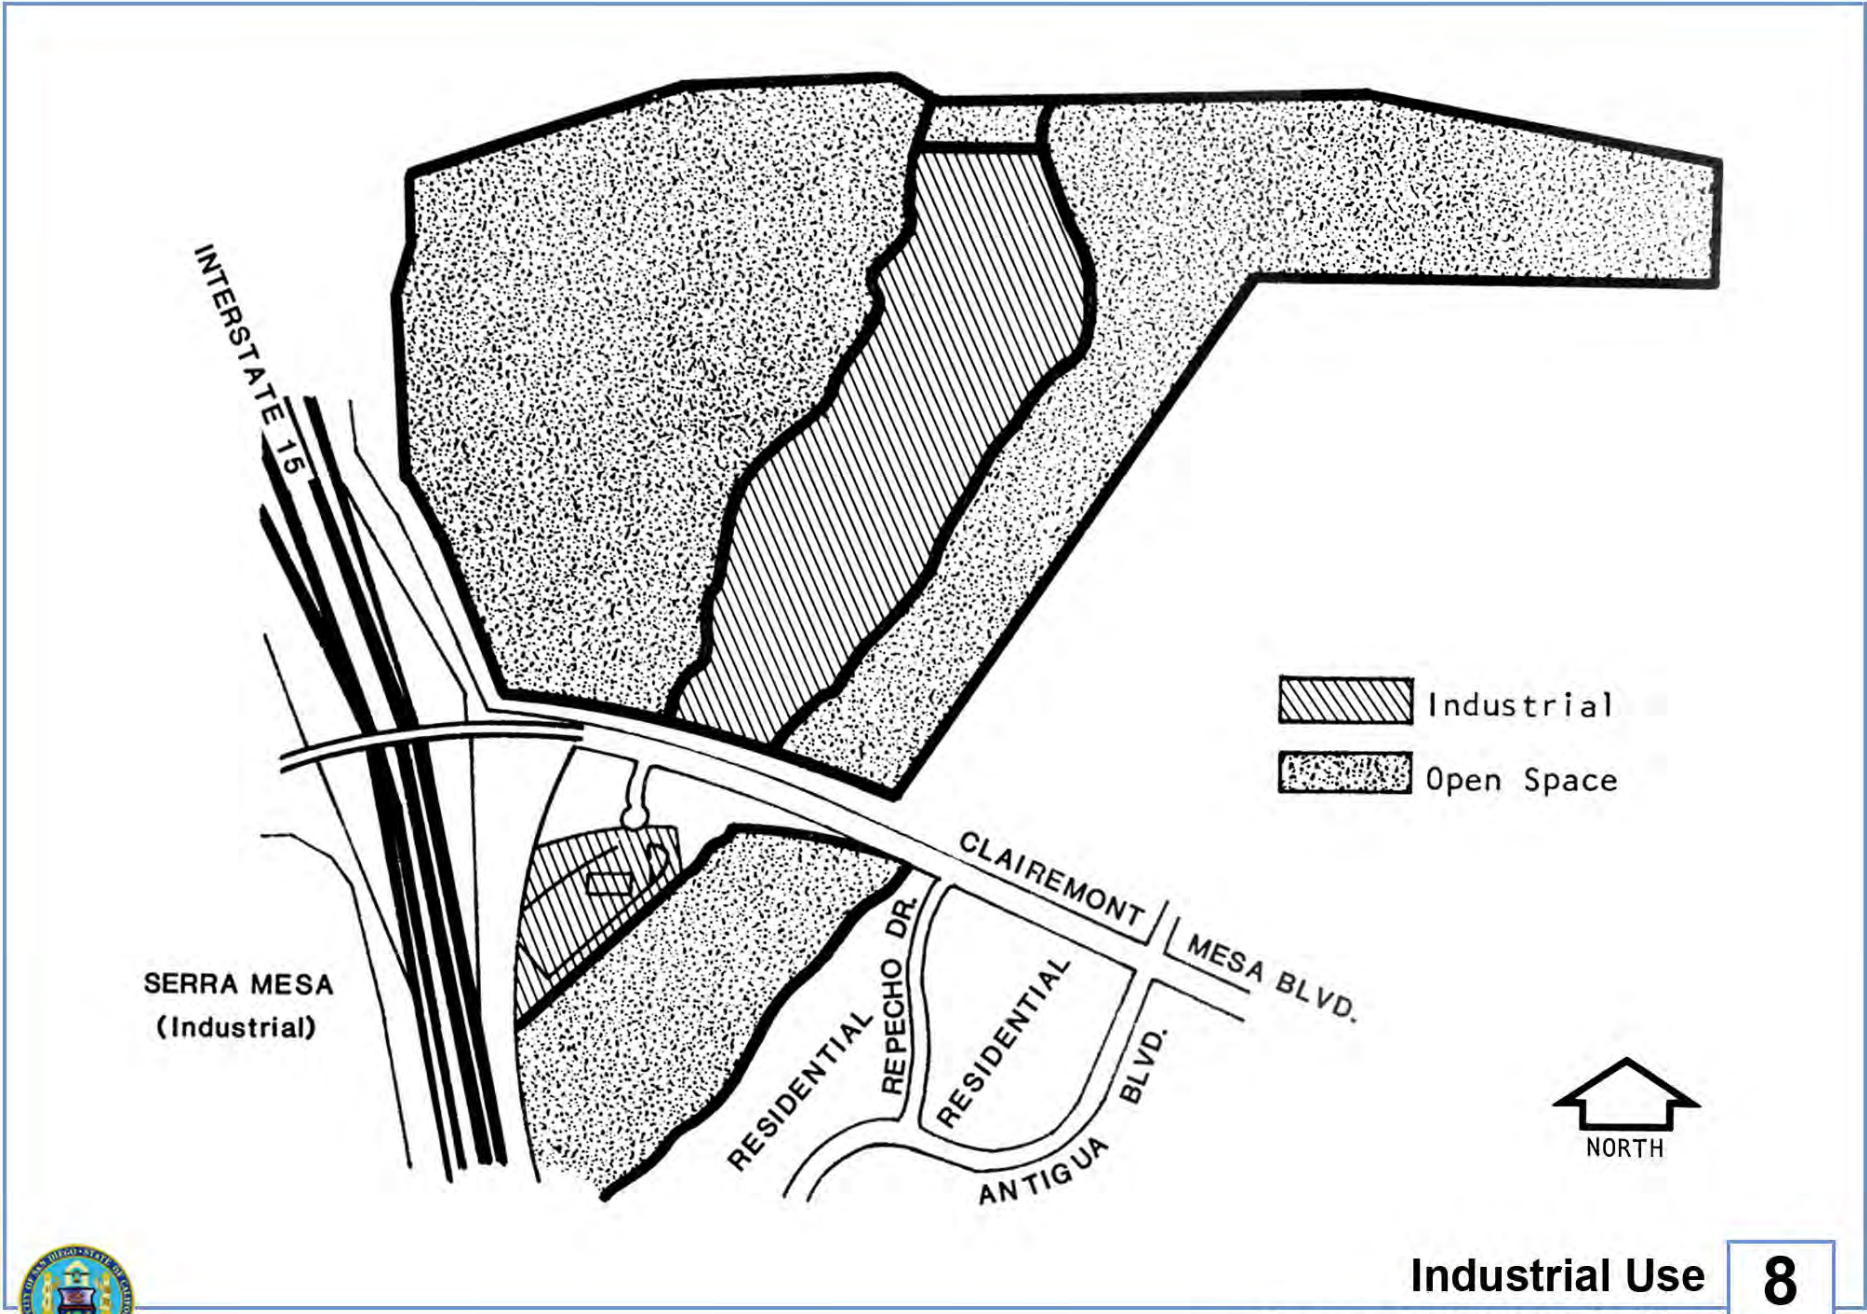 INTERSTATE 15
Industrial
Open Space
CLAIREMONT MESA BLVD.
REPECHO DR.
RESIDENTIAL
RESIDENTIAL
ANTIGUA BLVD.
SERRA MESA
(Industrial)
NORTH
Industrial Use
8